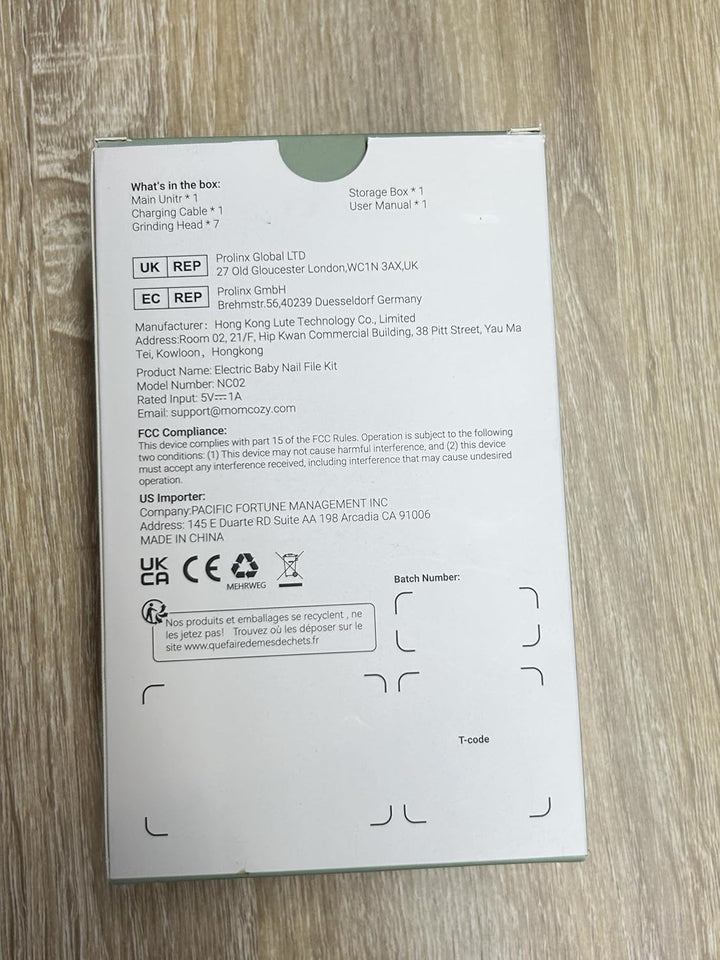 What's in the box:
Main Unitr * 1
Charging Cable * 1
Grinding Head * 7
Storage Box * 1
User Manual * 1
UK REP
Prolinx Global LTD
27 Old Gloucester London,WC1N 3AX,UK
EC REP
Prolinx GmbH
Brehmstr.56,40239 Duesseldorf Germany
Manufacturer: Hong Kong Lute Technology Co., Limited
Address:Room 02, 21/F, Hip Kwan Commercial Building, 38 Pitt Street, Yau Ma
Tei, Kowloon, Hongkong
Product Name: Electric Baby Nail File Kit
Model Number: NC02
Rated Input: 5V⎓1A
Email: support@momcozy.com
FCC Compliance:
This device complies with part 15 of the FCC Rules. Operation is subject to the following
two conditions: (1) This device may not cause harmful interference, and (2) this device
must accept any interference received, including interference that may cause undesired
operation.
US Importer:
Company:PACIFIC FORTUNE MANAGEMENT INC
Address: 145 E Duarte RD Suite AA 198 Arcadia CA 91006
MADE IN CHINA
UK
CA
CE
MEHRWEG
Nos produits et emballages se recyclent , ne
les jetez pas! Trouvez où les déposer sur le
site www.quefairedemesdechets.fr
Batch Number:
T-code